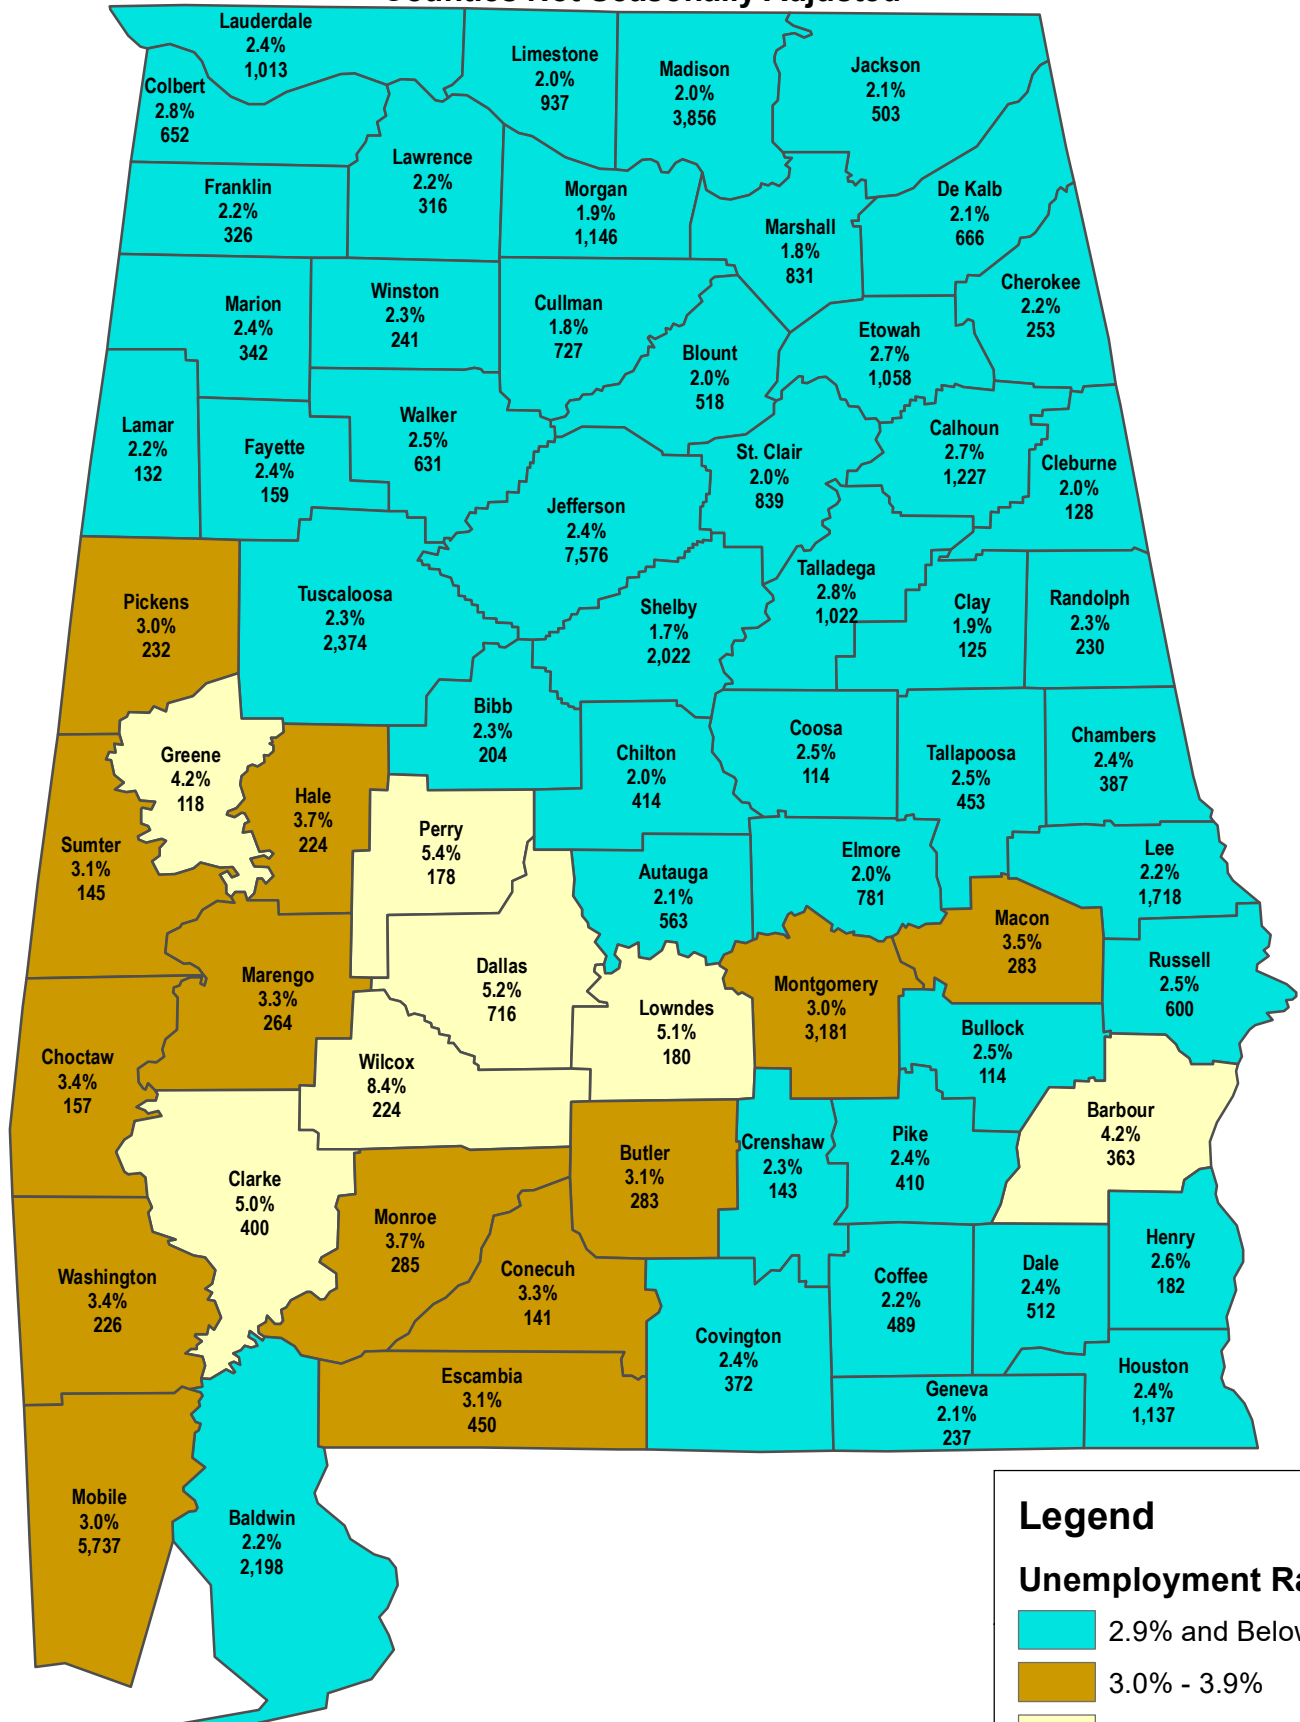 Counties Not Seasonally Adjusted
Lauderdale
2.4%
1,013
Limestone
2.0%
937
Madison
2.0%
3,856
Jackson
2.1%
503
Colbert
2.8%
652
Lawrence
2.2%
316
Franklin
2.2%
326
Morgan
1.9%
1,146
Marshall
1.8%
831
De Kalb
2.1%
666
Cherokee
2.2%
253
Marion
2.4%
342
Winston
2.3%
241
Cullman
1.8%
727
Blount
2.0%
518
Etowah
2.7%
1,058
Lamar
2.2%
132
Fayette
2.4%
159
Walker
2.5%
631
Jefferson
2.4%
7,576
St. Clair
2.0%
839
Calhoun
2.7%
1,227
Cleburne
2.0%
128
Pickens
3.0%
232
Tuscaloosa
2.3%
2,374
Shelby
1.7%
2,022
Talladega
2.8%
1,022
Clay
1.9%
125
Randolph
2.3%
230
Greene
4.2%
118
Bibb
2.3%
204
Chilton
2.0%
414
Coosa
2.5%
114
Tallapoosa
2.5%
453
Chambers
2.4%
387
Hale
3.7%
224
Sumter
3.1%
145
Perry
5.4%
178
Autauga
2.1%
563
Elmore
2.0%
781
Lee
2.2%
1,718
Macon
3.5%
283
Russell
2.5%
600
Marengo
3.3%
264
Dallas
5.2%
716
Lowndes
5.1%
180
Montgomery
3.0%
3,181
Bullock
2.5%
114
Choctaw
3.4%
157
Wilcox
8.4%
224
Barbour
4.2%
363
Butler
3.1%
283
Crenshaw
2.3%
143
Pike
2.4%
410
Clarke
5.0%
400
Monroe
3.7%
285
Conecuh
3.3%
141
Washington
3.4%
226
Henry
2.6%
182
Dale
2.4%
512
Coffee
2.2%
489
Covington
2.4%
372
Escambia
3.1%
450
Geneva
2.1%
237
Houston
2.4%
1,137
Mobile
3.0%
5,737
Baldwin
2.2%
2,198
Legend
Unemployment Ra
2.9% and Below
3.0% - 3.9%